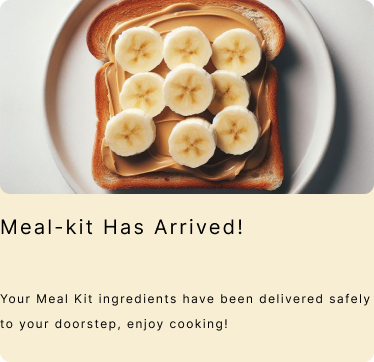 Meal-kit Has Arrived!
Your Meal Kit ingredients have been delivered safely
to your doorstep, enjoy cooking!